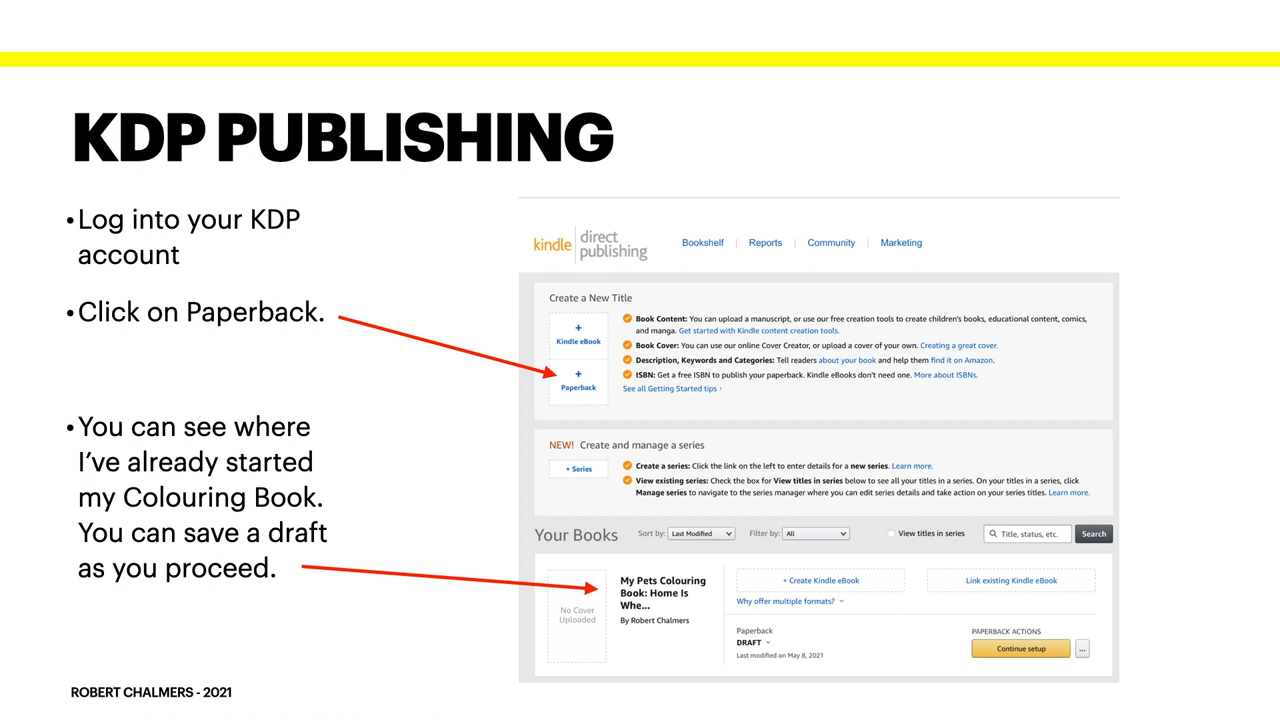 KDP PUBLISHING
•Log into your KDP
account
•Click on Paperback.
•You can see where
I've already started
my Colouring Book.
You can save a draft
as you proceed.
kindle direct publishing
Bookshelf | Reports | Community | Marketing
Create a New Title
+
Kindle eBook
+
Paperback
Book Content: You can upload a manuscript, or use our free creation tools to create children's books, educational content, comics,
and manga. Get started with Kindle content creation tools.
Book Cover: You can use our online Cover Creator, or upload a cover of your own. Creating a great cover.
Description, Keywords and Categories: Tell readers about your book and help them find it on Amazon.
ISBN: Get a free ISBN to publish your paperback. Kindle eBooks don't need one. More about ISBNs.
See all Getting Started tips ›
NEW! Create and manage a series
+ Series
Create a series: Click the link on the left to enter details for a new series. Learn more.
View existing series: Check the box for View titles in series below to see all your titles in a series. On your titles in a series, click
Manage series to navigate to the series manager where you can edit series details and take action on your series titles. Learn more.
Your Books Sort by: Last Modified Filter by: All View titles in series Title, status, etc. Search
No Cover
Uploaded
My Pets Colouring
Book: Home Is
Whe...
By Robert Chalmers
+ Create Kindle eBook
Link existing Kindle eBook
Why offer multiple formats?
Paperback
DRAFT
Last modified on May 8, 2021
PAPERBACK ACTIONS
Continue setup ...
ROBERT CHALMERS - 2021